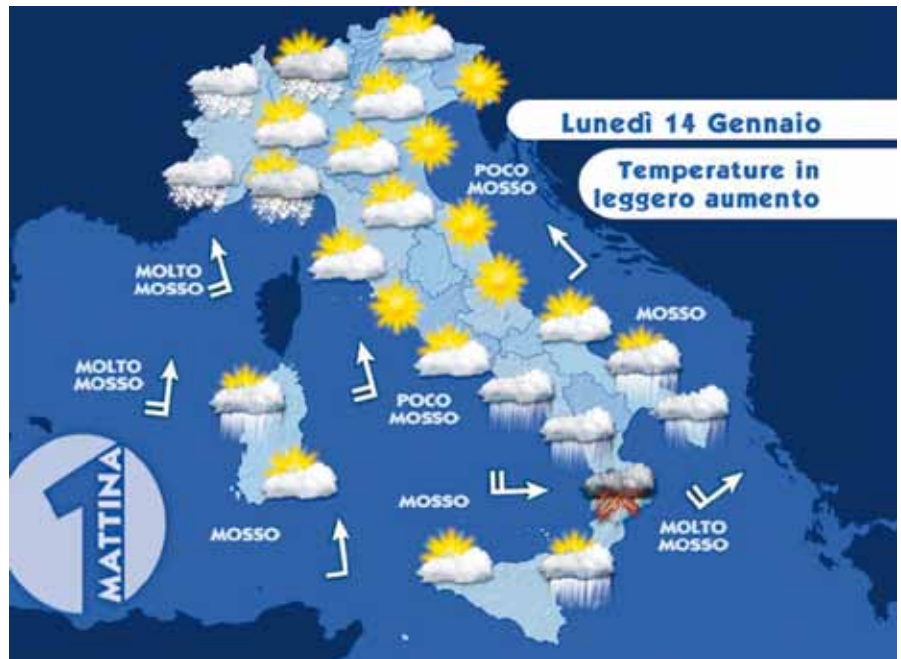 Lunedì 14 Gennaio
Temperature in
leggero aumento
POCO
MOSSO
MOLTO
MOSSO
MOSSO
MOLTO
MOSSO
POCO
MOSSO
MOSSO
MOSSO
MOLTO
MOSSO
1
MATTINA